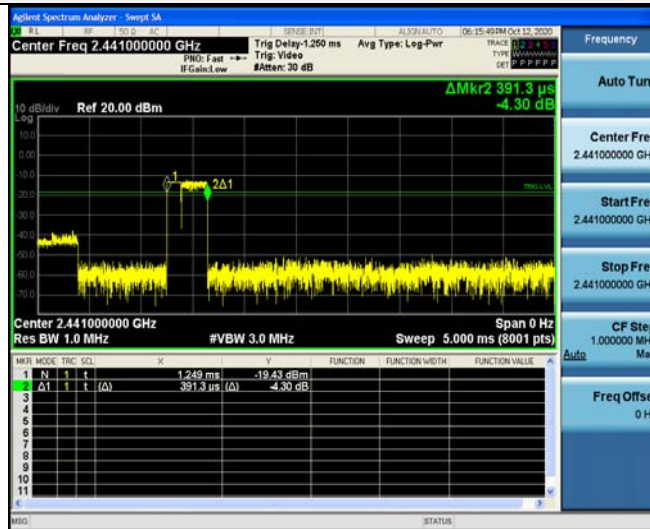 Agilent Spectrum Analyzer - Swept SA
RL RF 50 Ω AC SENSE:INT ALIGN AUTO 06:15:49 PM Oct 12, 2020
Center Freq 2.441000000 GHz
PNO: Fast
IFGain:Low
Trig Delay-1.250 ms
Trig: Video
#Atten: 30 dB
Avg Type: Log-Pwr
TRACE 1 2 3 4 5 6
TYPE
DET P P P P P P
ΔMkr2 391.3 µs
-4.30 dB
10 dB/div Ref 20.00 dBm
Log
10.0
0.00
-10.0
-20.0
-30.0
-40.0
-50.0
-60.0
-70.0
1
2Δ1
TRIG LVL
Center 2.441000000 GHz Span 0 Hz
Res BW 1.0 MHz #VBW 3.0 MHz Sweep 5.000 ms (8001 pts)
MKR MODE TRC SCL X Y FUNCTION FUNCTION WIDTH FUNCTION VALUE
1 N 1 t 1.249 ms -19.43 dBm
2 Δ1 1 t (Δ) 391.3 µs (Δ) -4.30 dB
3
4
5
6
7
8
9
10
11
MSG STATUS
Frequency
Auto Tun
Center Fre
2.441000000 GH
Start Fre
2.441000000 GH
Stop Fre
2.441000000 GH
CF Ste
1.000000 MH
Auto Ma
Freq Offse
0 H